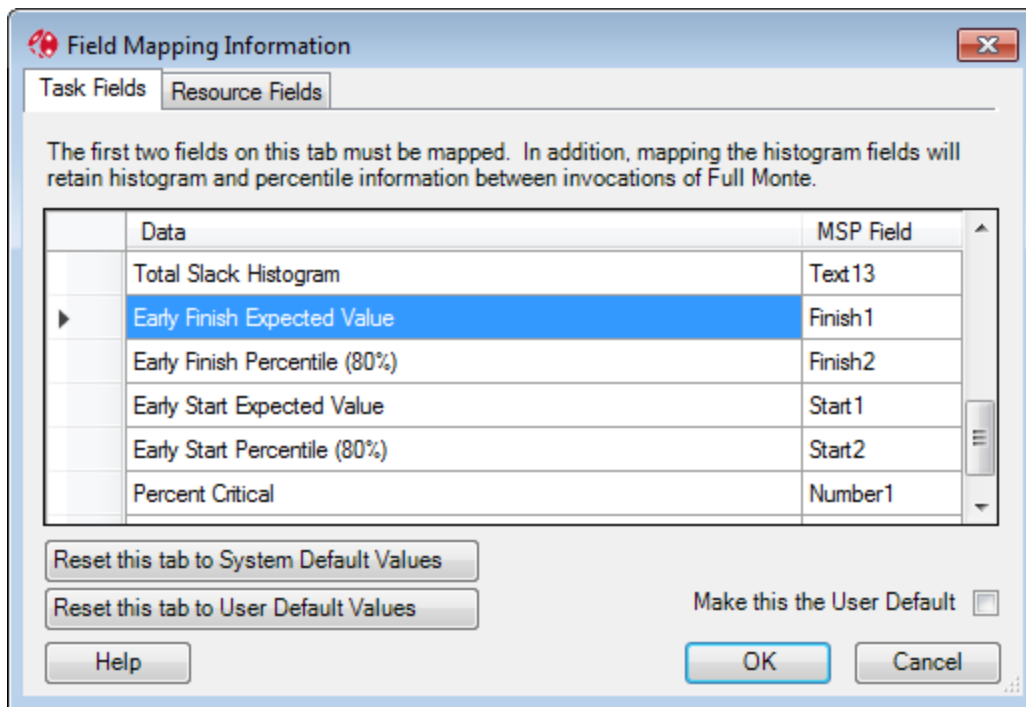 Field Mapping Information
Task Fields
Resource Fields
The first two fields on this tab must be mapped. In addition, mapping the histogram fields will
retain histogram and percentile information between invocations of Full Monte.
Data MSP Field
Total Slack Histogram Text13
Early Finish Expected Value Finish1
Early Finish Percentile (80%) Finish2
Early Start Expected Value Start1
Early Start Percentile (80%) Start2
Percent Critical Number1
Reset this tab to System Default Values
Reset this tab to User Default Values
Make this the User Default
Help
OK
Cancel